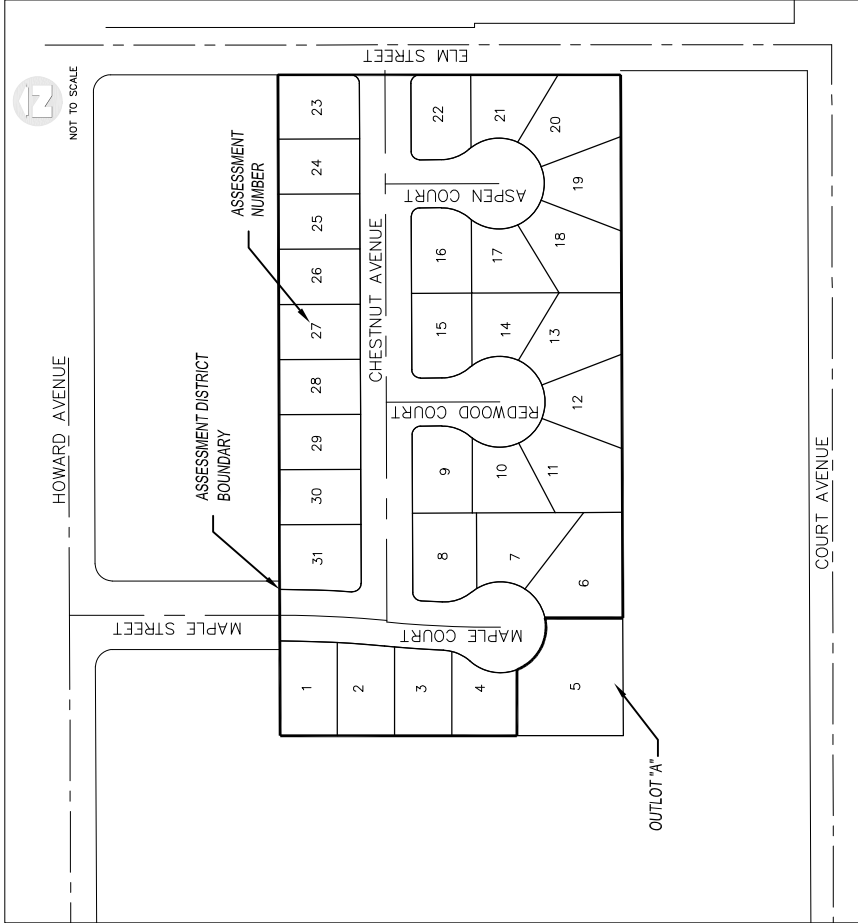 ELM STREET
N
NOT TO SCALE
HOWARD AVENUE
ASSESSMENT
NUMBER
ASSESSMENT DISTRICT
BOUNDARY
MAPLE STREET
CHESTNUT AVENUE
ASPEN COURT
REDWOOD COURT
MAPLE COURT
23
24
25
26
27
28
29
30
31
22
21
20
19
18
17
16
15
14
13
12
11
10
9
8
7
6
1
2
3
4
5
OUTLOT "A"
COURT AVENUE